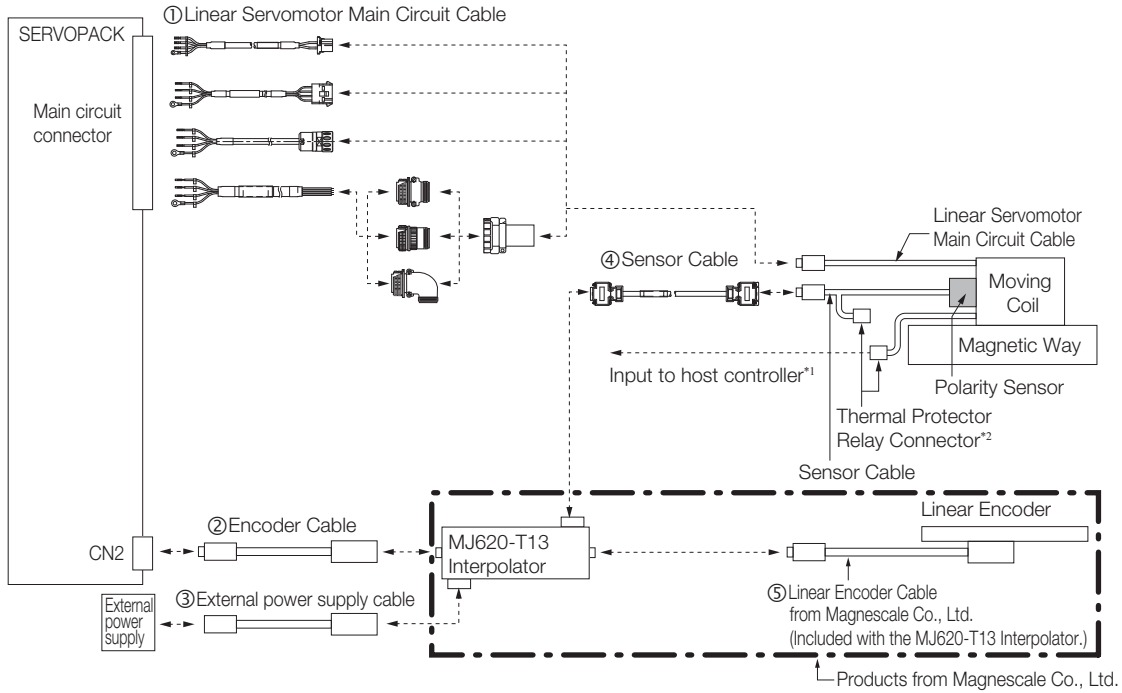 ①Linear Servomotor Main Circuit Cable
SERVOPACK
Main circuit
connector
Linear Servomotor
Main Circuit Cable
④Sensor Cable
Moving
Coil
Magnetic Way
Input to host controller*1
Polarity Sensor
Thermal Protector
Relay Connector*2
Sensor Cable
②Encoder Cable
CN2
MJ620-T13
Interpolator
Linear Encoder
③External power supply cable
External
power
supply
⑤Linear Encoder Cable
from Magnescale Co., Ltd.
(Included with the MJ620-T13 Interpolator.)
Products from Magnescale Co., Ltd.